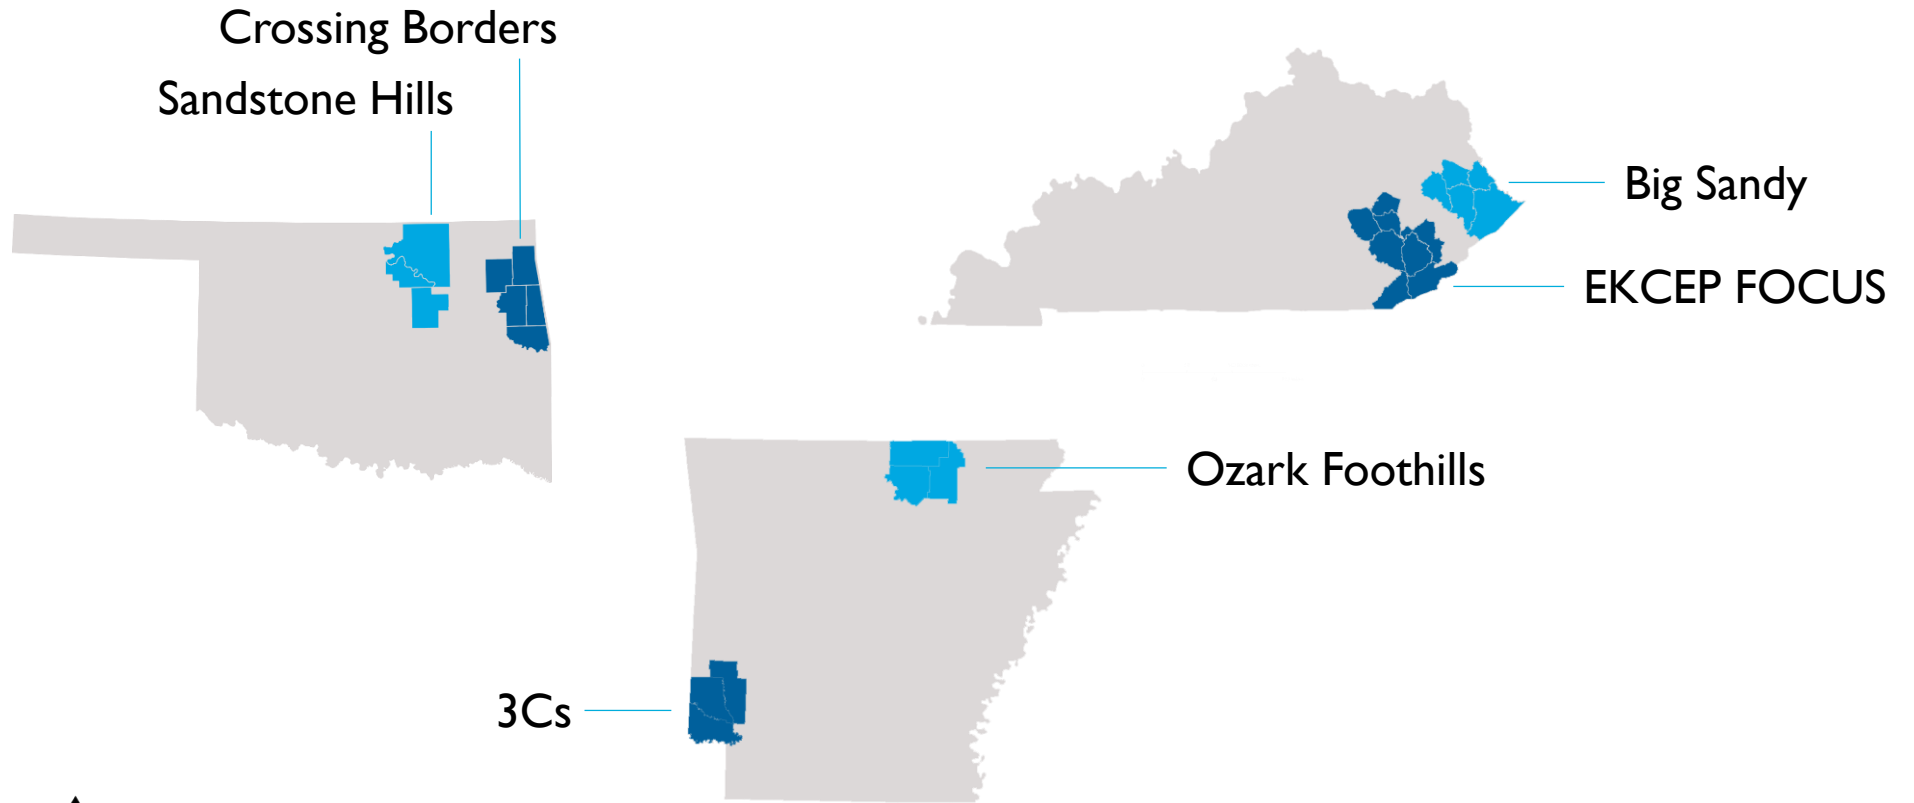 Crossing Borders
Sandstone Hills
Big Sandy
EKCEP FOCUS
Ozark Foothills
3Cs